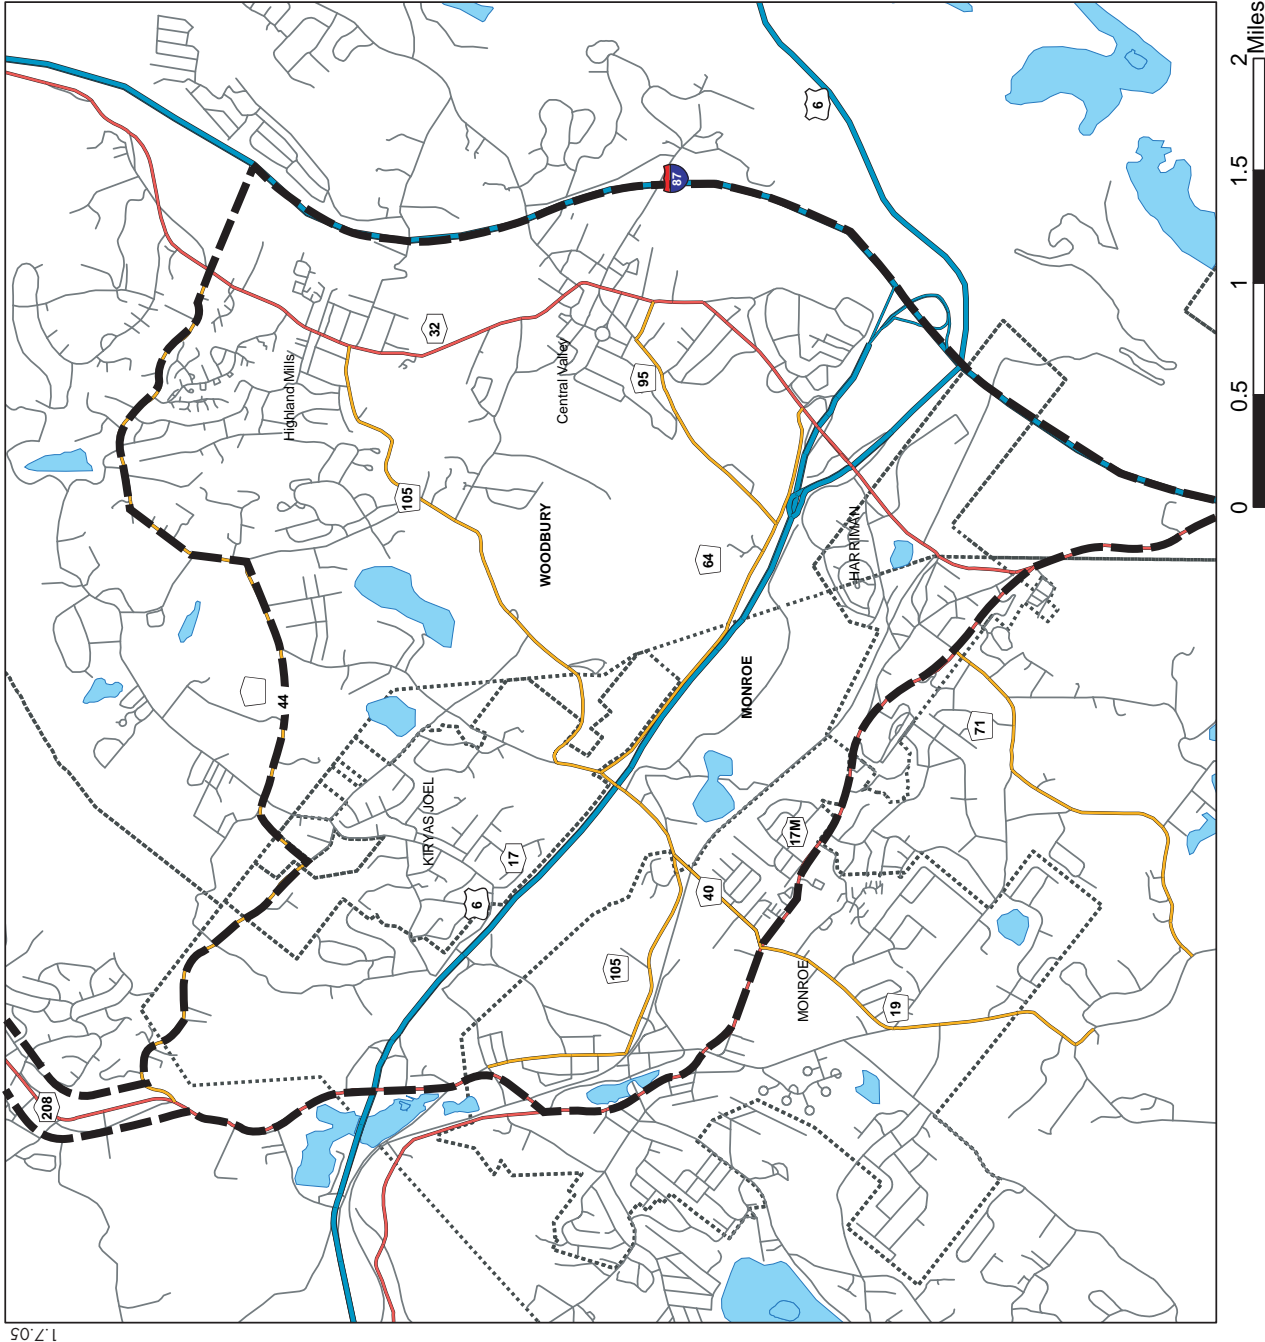 6
87
32
Highland Mills
Central Valley
95
105
WOODBURY
64
HARRIMAN
44
MONROE
71
KIRYAS JOEL
17
17M
6
40
105
MONROE
19
208
0 0.5 1 1.5 2
Miles
1.7.05